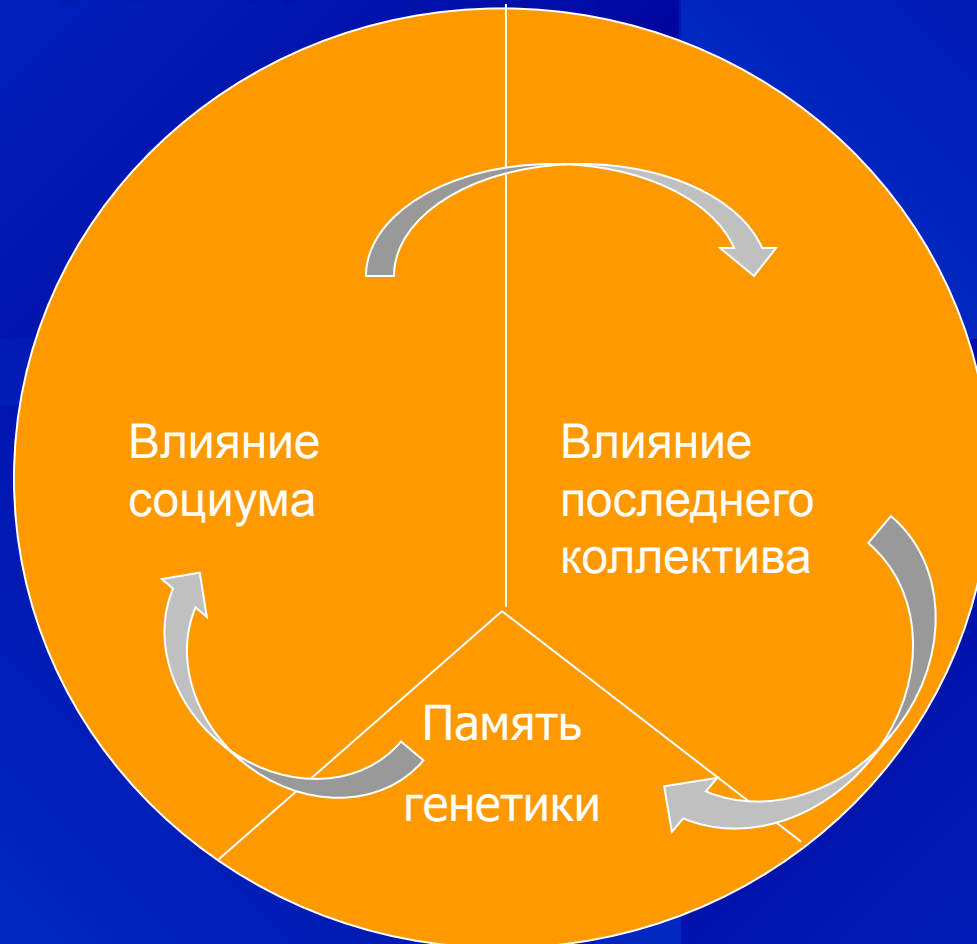 Влияние
социума
Влияние
последнего
коллектива
Память
генетики